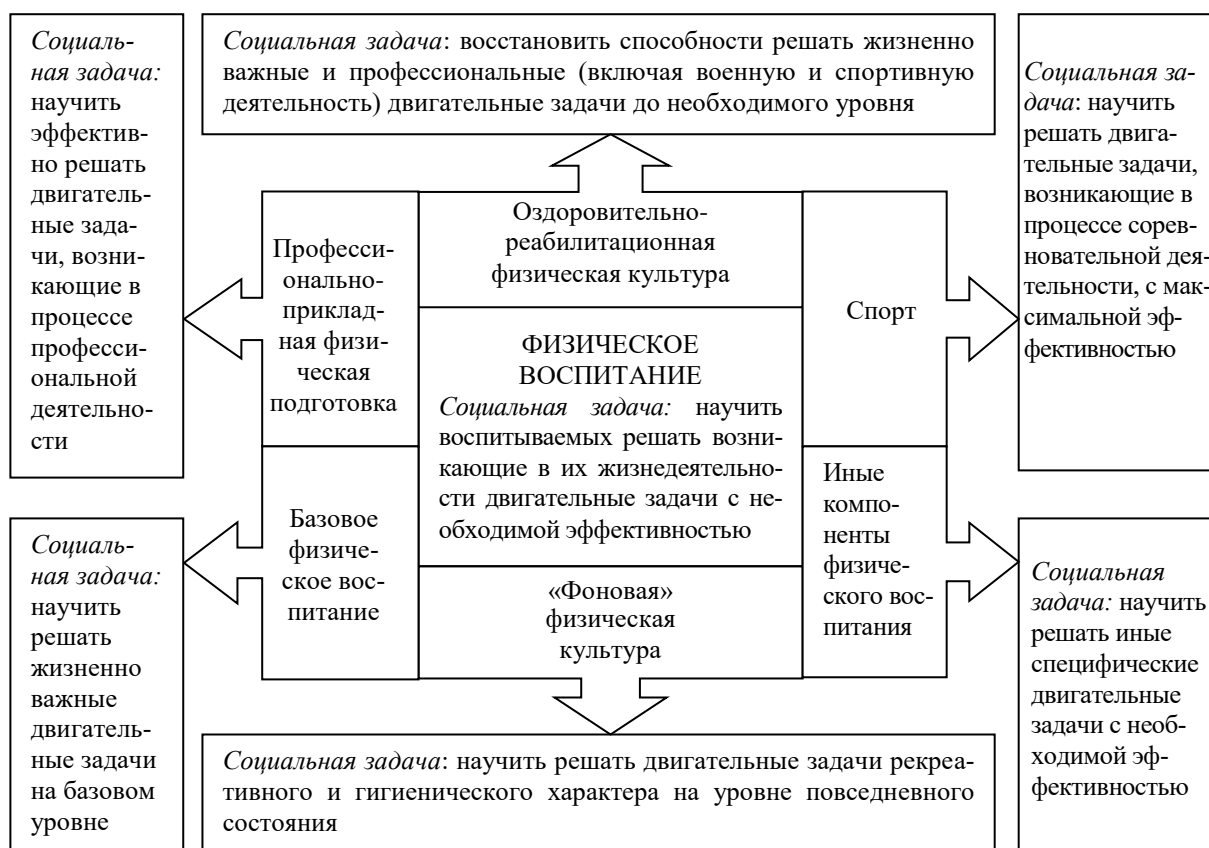 Социаль-
ная задача:
научить
эффектив-
но решать
двигатель-
ные зада-
чи, возни-
кающие в
процессе
професси-
ональной
деятельно-
сти
Социальная задача: восстановить способности решать жизненно
важные и профессиональные (включая военную и спортивную
деятельность) двигательные задачи до необходимого уровня
Социальная за-
дача: научить
решать двига-
тельные задачи,
возникающие в
процессе сорев-
новательной дея-
тельности, с мак-
симальной эф-
фективностью
Професси-
онально-
приклад-
ная физи-
ческая
подготовка
Оздоровительно-
реабилитационная
физическая культура
Спорт
ФИЗИЧЕСКОЕ
ВОСПИТАНИЕ
Социальная задача: научить
воспитываемых решать возни-
кающие в их жизнедеятельно-
сти двигательные задачи с не-
обходимой эффективностью
Базовое
физиче-
ское вос-
питание
Иные
компо-
ненты
физиче-
ского вос-
питания
«Фоновая»
физическая
культура
Социаль-
ная задача:
научить
решать
жизненно
важные
двигатель-
ные задачи
на базовом
уровне
Социальная задача: научить решать двигательные задачи рекреа-
тивного и гигиенического характера на уровне повседневного
состояния
Социальная
задача: научить
решать иные
специфические
двигательные
задачи с необ-
ходимой эф-
фективностью